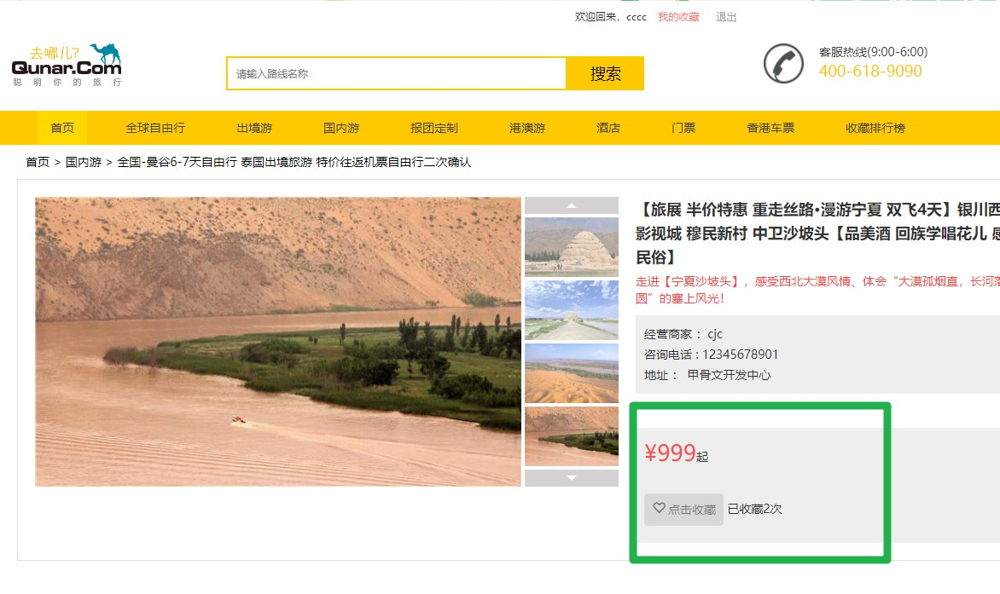 欢迎回来，cccc 我的收藏 退出
去哪儿?
Qunar.Com
聪明你的旅行
请输入路线名称 搜索
客服热线(9:00-6:00)
400-618-9090
首页 全球自由行 出境游 国内游 报团定制 港澳游 酒店 门票 香港车票 收藏排行榜
首页 > 国内游 > 全国-曼谷6-7天自由行 泰国出境旅游 特价往返机票自由行二次确认
【旅展 半价特惠 重走丝路•漫游宁夏 双飞4天】银川西
影视城 穆民新村 中卫沙坡头【品美酒 回族学唱花儿 感
民俗】
走进【宁夏沙坡头】，感受西北大漠风情、体会“大漠孤烟直，长河落
圆”的塞上风光！
经营商家 ： cjc
咨询电话 : 12345678901
地址 ： 甲骨文开发中心
¥999起
点击收藏 已收藏2次